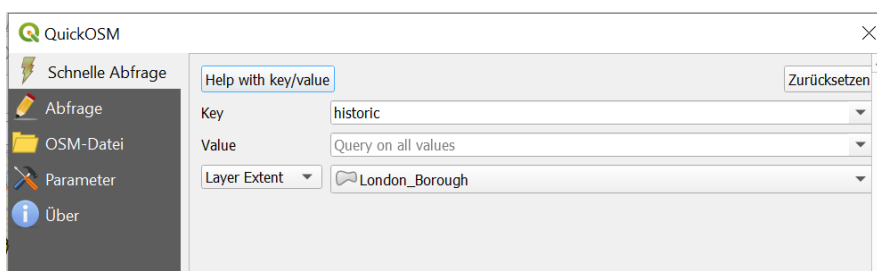 QuickOSM
Schnelle Abfrage
Help with key/value
Zurücksetzen
Abfrage
Key
historic
OSM-Datei
Value
Query on all values
Parameter
Layer Extent
London_Borough
Über